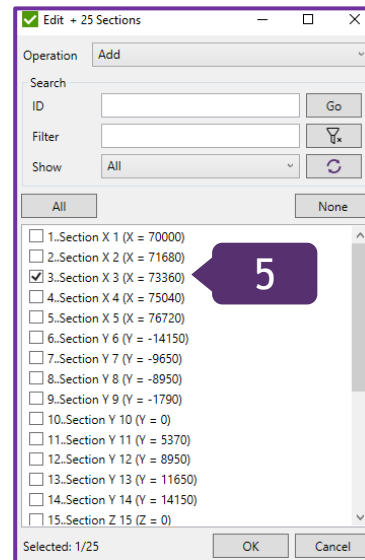 Edit + 25 Sections
Operation Add
Search
ID Go
Filter
Show All
All None
1..Section X 1 (X = 70000)
2..Section X 2 (X = 71680)
3..Section X 3 (X = 73360)
5
4..Section X 4 (X = 75040)
5..Section X 5 (X = 76720)
6..Section Y 6 (Y = -14150)
7..Section Y 7 (Y = -9650)
8..Section Y 8 (Y = -8950)
9..Section Y 9 (Y = -1790)
10..Section Y 10 (Y = 0)
11..Section Y 11 (Y = 5370)
12..Section Y 12 (Y = 8950)
13..Section Y 13 (Y = 11650)
14..Section Y 14 (Y = 14150)
15..Section Z 15 (Z = 0)
Selected: 1/25 OK Cancel